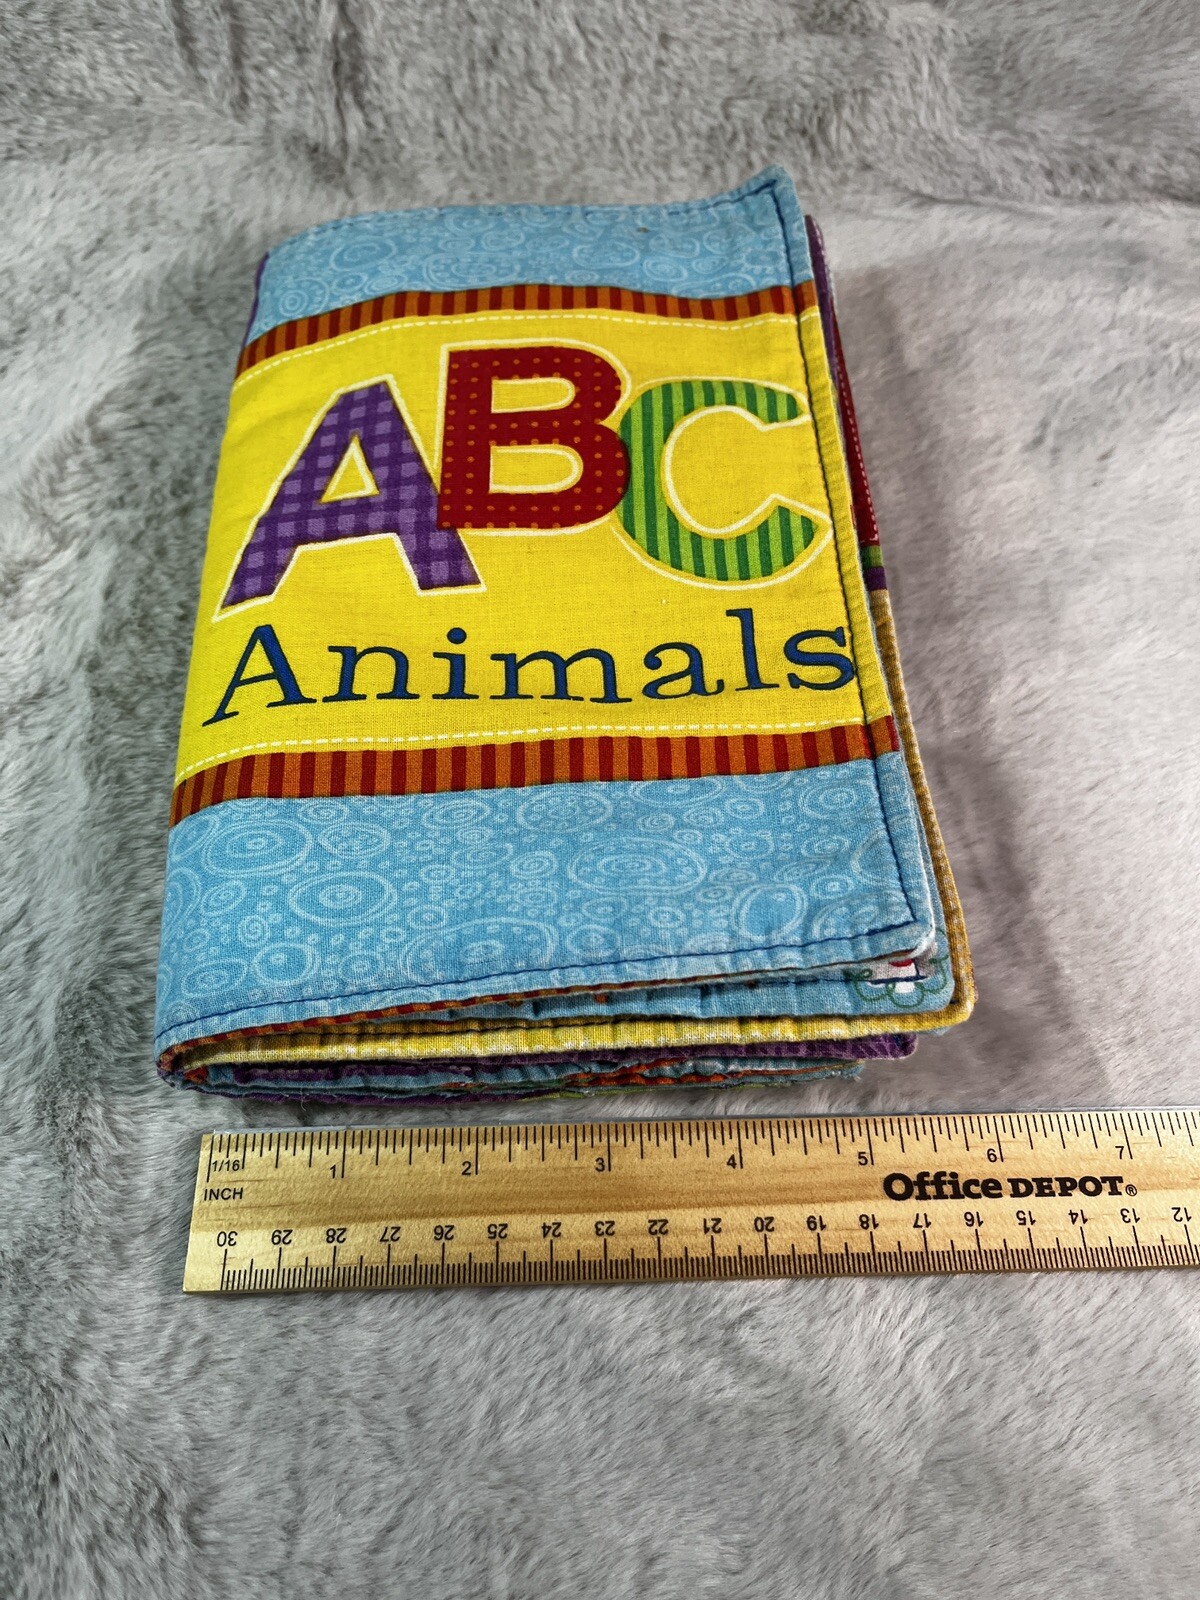 ABC
Animals
1/16 1 2 3 4 5 6 7
INCH
Office DEPOT®
30 29 28 27 26 25 24 23 22 21 20 19 18 17 16 15 14 13 12